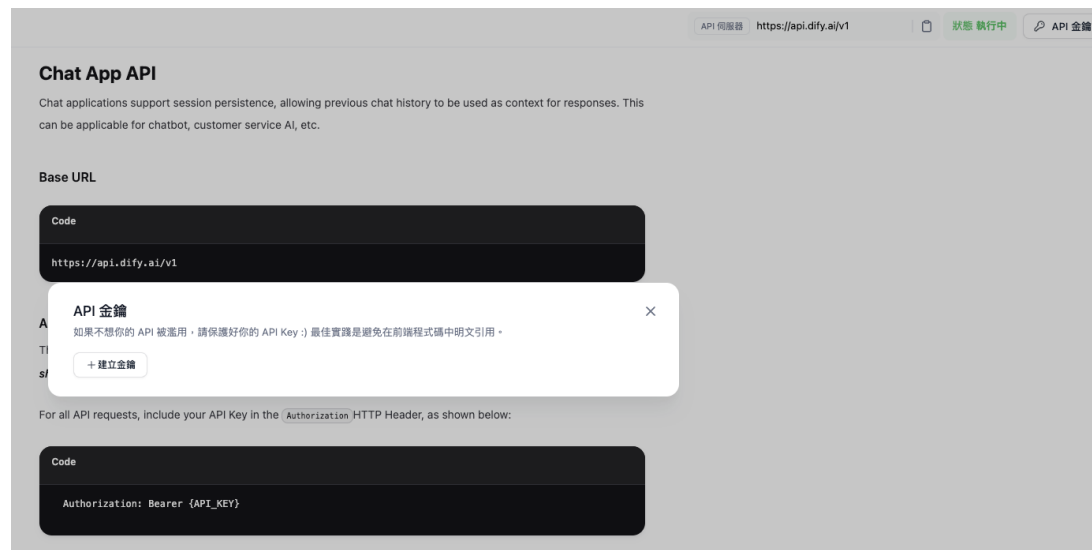 API 伺服器 https://api.dify.ai/v1 狀態 執行中 API 金鑰
Chat App API
Chat applications support session persistence, allowing previous chat history to be used as context for responses. This
can be applicable for chatbot, customer service AI, etc.
Base URL
Code
https://api.dify.ai/v1
API 金鑰
如果不想你的 API 被濫用，請保護好你的 API Key :) 最佳實踐是避免在前端程式碼中明文引用。
+ 建立金鑰
For all API requests, include your API Key in the Authorization HTTP Header, as shown below:
Code
Authorization: Bearer {API_KEY}